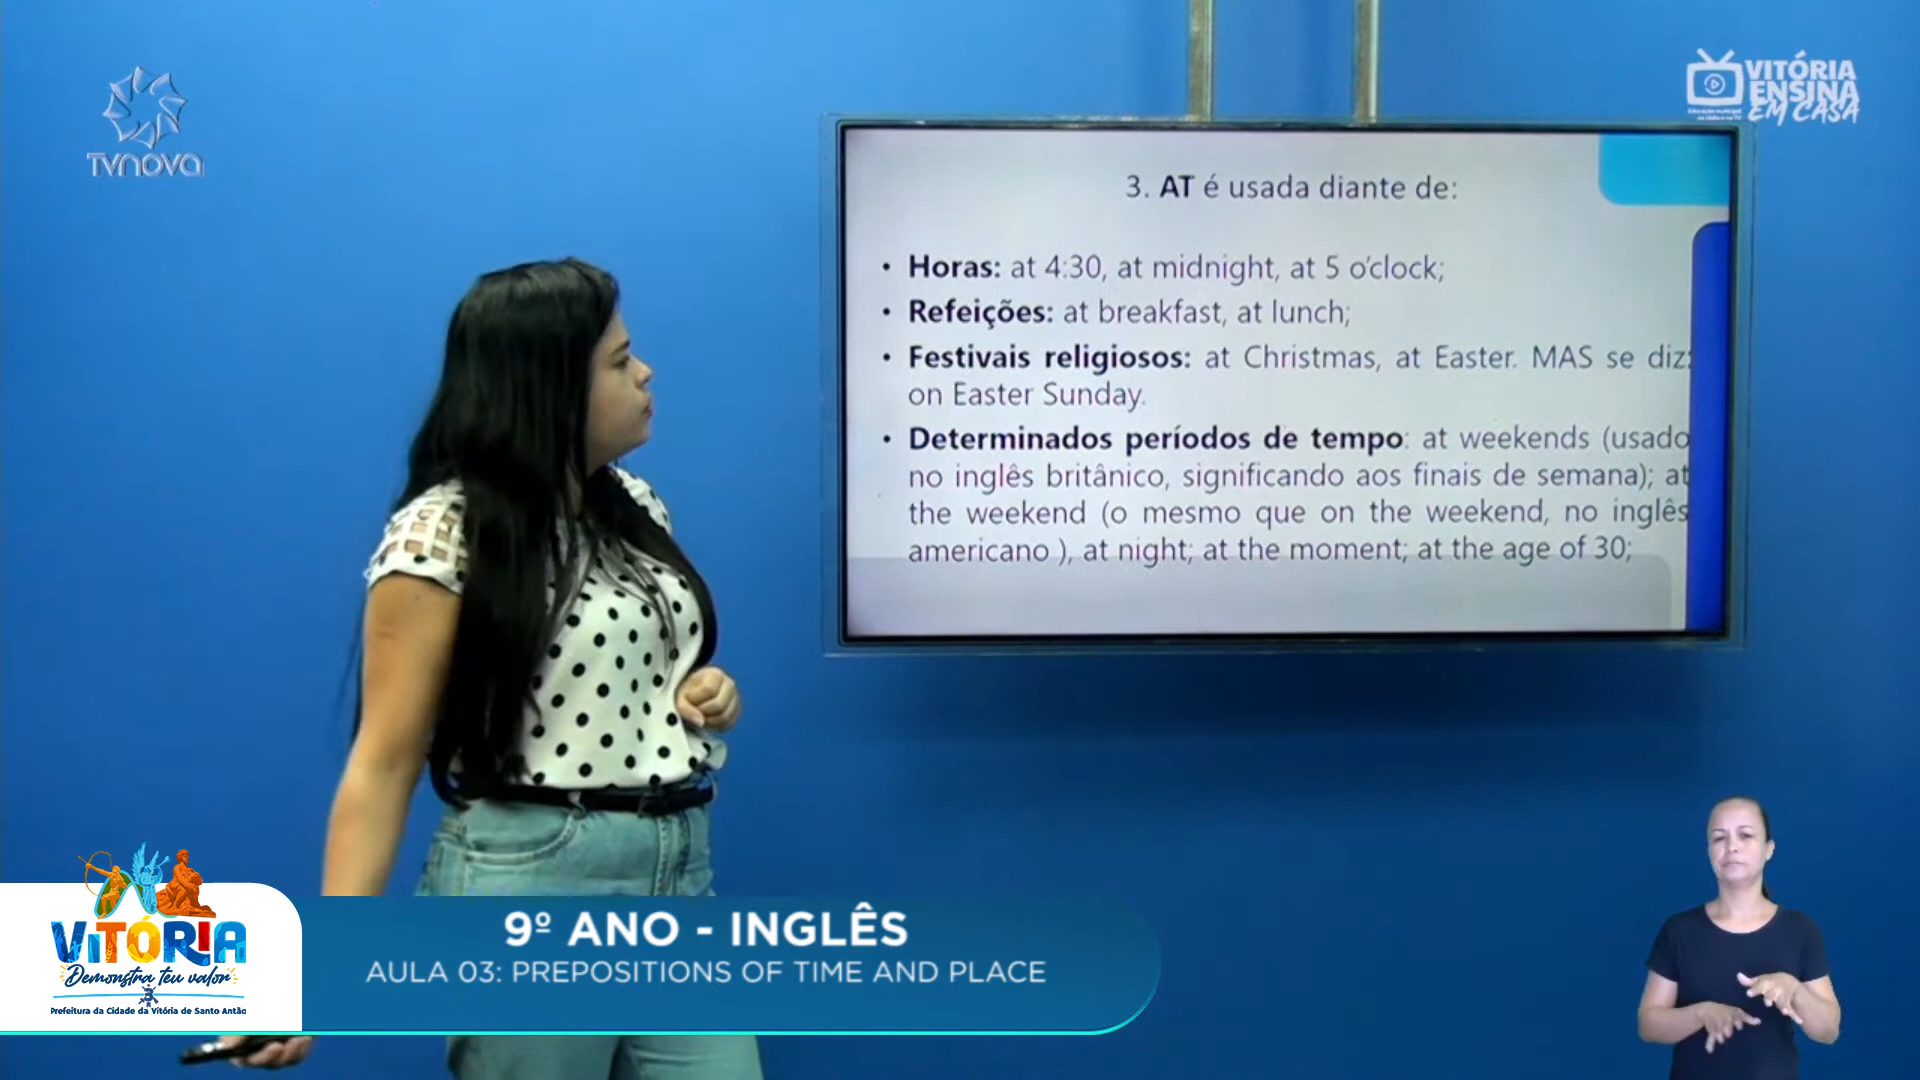 TVNOVA
VITÓRIA
ENSINA
EM CASA
3. AT é usada diante de:
• Horas: at 4:30, at midnight, at 5 o'clock;
• Refeições: at breakfast, at lunch;
• Festivais religiosos: at Christmas, at Easter. MAS se diz:
on Easter Sunday.
• Determinados períodos de tempo: at weekends (usado
no inglês britânico, significando aos finais de semana); at
the weekend (o mesmo que on the weekend, no inglês
americano ), at night; at the moment; at the age of 30;
9º ANO - INGLÊS
AULA 03: PREPOSITIONS OF TIME AND PLACE
VITÓRIA
Demonstra teu valor
Prefeitura da Cidade da Vitória de Santo Antão